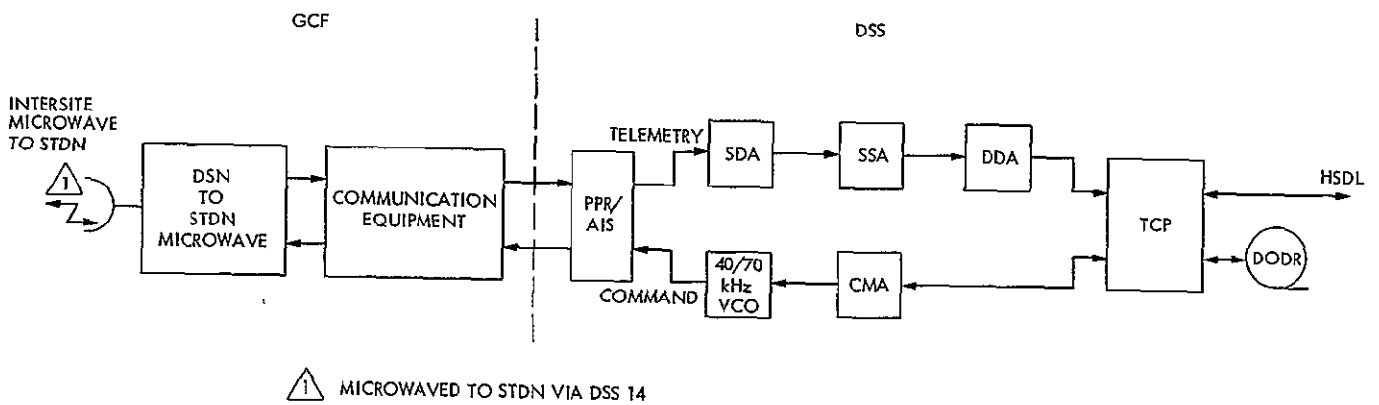 GCF
DSS
INTERSITE
MICROWAVE
TO STDN
1
DSN
TO
STDN
MICROWAVE
COMMUNICATION
EQUIPMENT
PPR/
AIS
TELEMETRY
SDA
SSA
DDA
COMMAND
40/70
kHz
VCO
CMA
TCP
HSDL
DODR
1 MICROWAVED TO STDN VIA DSS 14